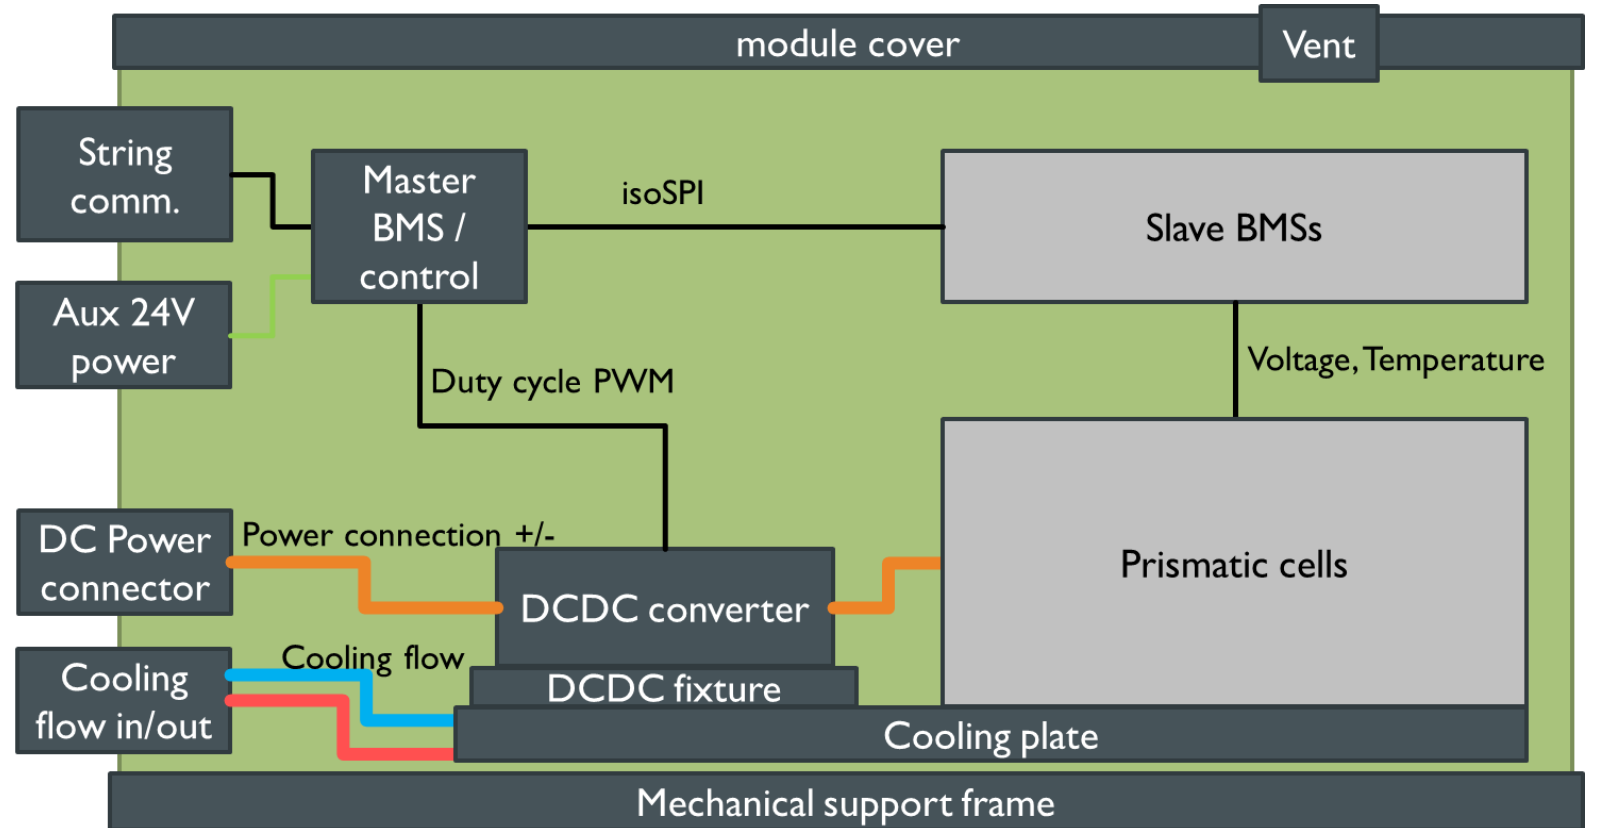 module cover
Vent
String
comm.
Master
BMS /
control
isoSPI
Slave BMSs
Aux 24V
power
Voltage, Temperature
Duty cycle PWM
DC Power
connector
Power connection +/-
DCDC converter
Prismatic cells
Cooling
flow in/out
Cooling flow
DCDC fixture
Cooling plate
Mechanical support frame